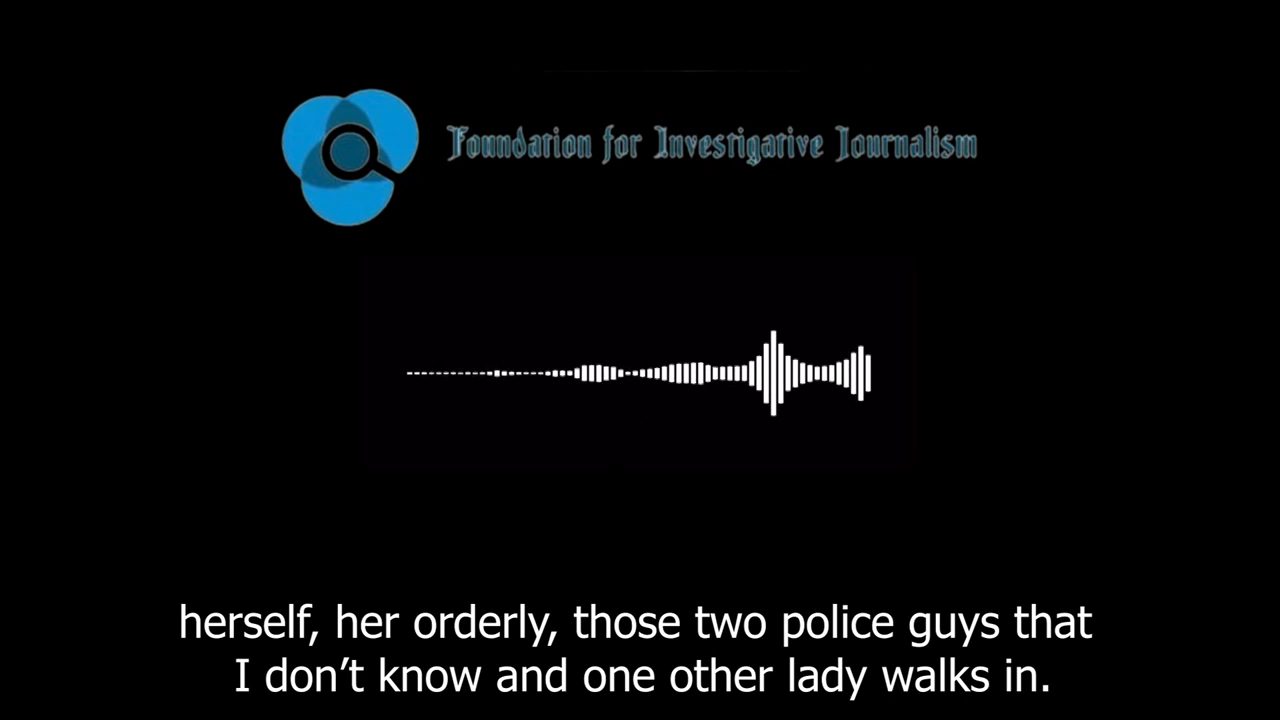 Foundation for Investigative Journalism
herself, her orderly, those two police guys that
I don’t know and one other lady walks in.